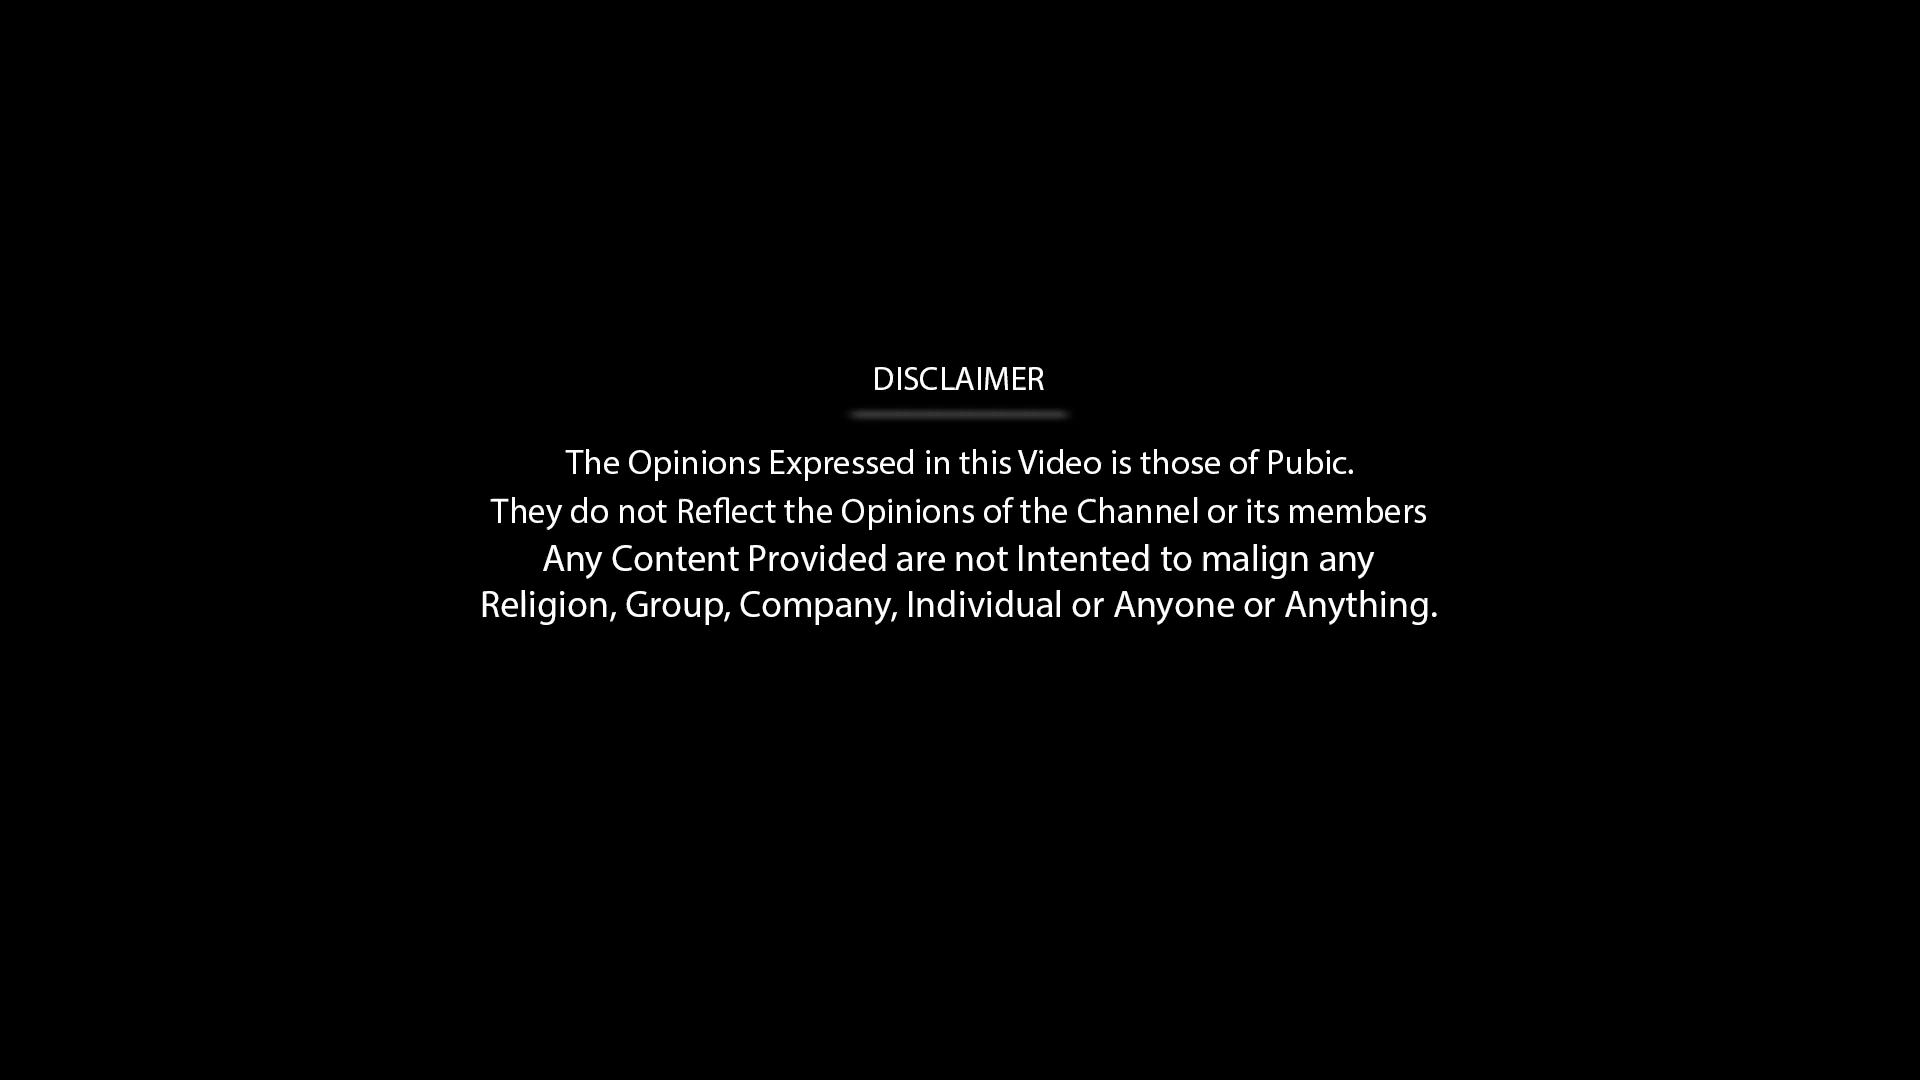 DISCLAIMER
The Opinions Expressed in this Video is those of Pubic.
They do not Reflect the Opinions of the Channel or its members
Any Content Provided are not Intented to malign any
Religion, Group, Company, Individual or Anyone or Anything.